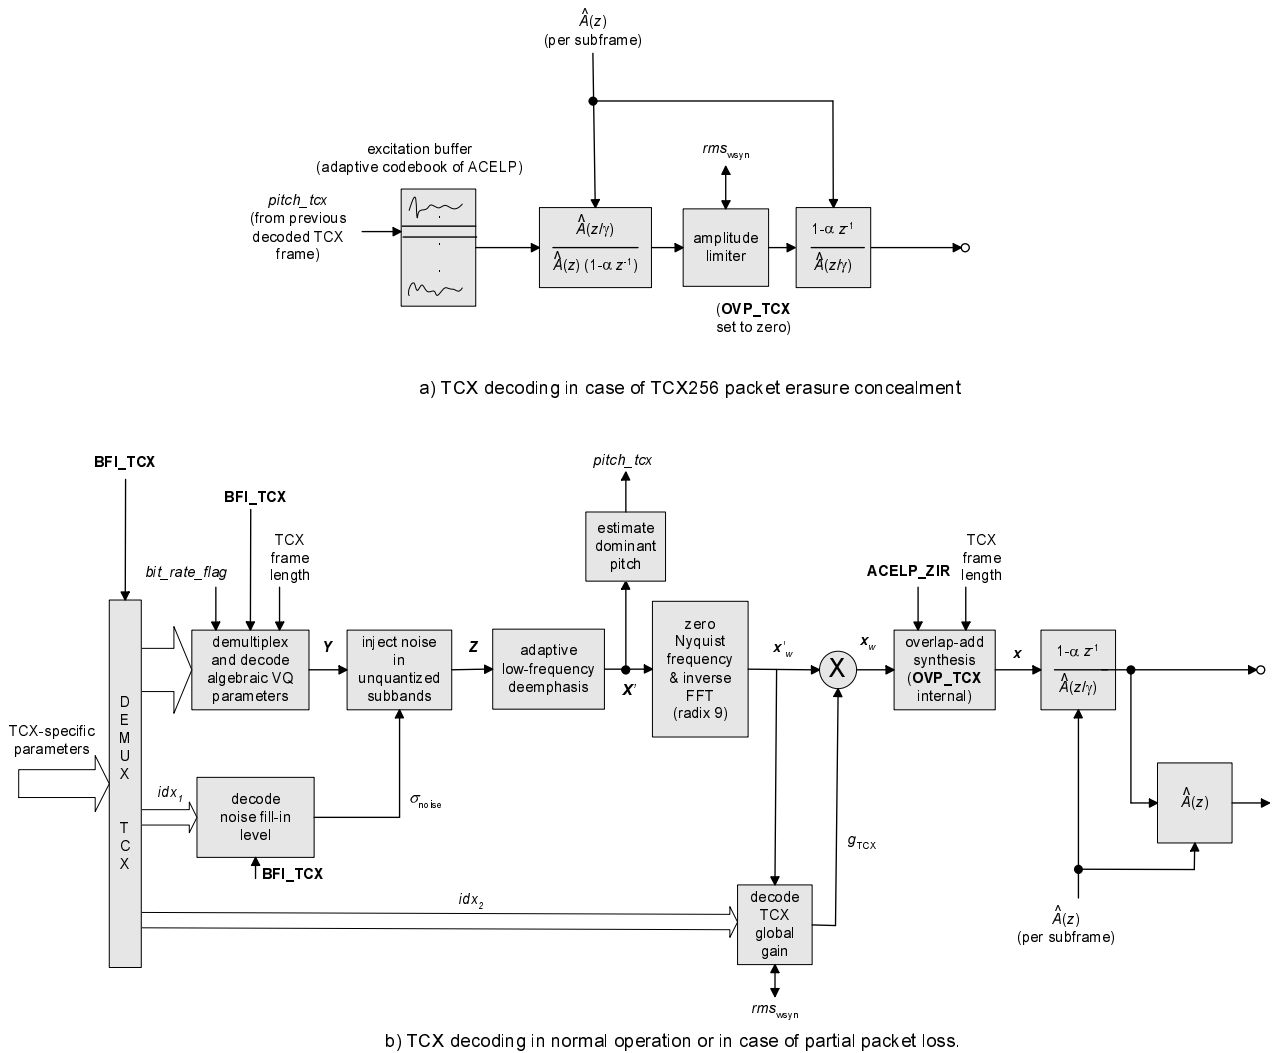 Â(z)
(per subframe)
excitation buffer
(adaptive codebook of ACELP)
rms_wsyn
pitch_tcx
(from previous
decoded TCX
frame)
Â(z/γ)
Â(z) (1-α z⁻¹)
amplitude
limiter
1-α z⁻¹
Â(z/γ)
(OVP_TCX
set to zero)
a) TCX decoding in case of TCX256 packet erasure concealment
BFI_TCX
BFI_TCX
pitch_tcx
TCX
frame
length
bit_rate_flag
estimate
dominant
pitch
ACELP_ZIR
TCX
frame
length
demultiplex
and decode
algebraic VQ
parameters
Y
inject noise
in
unquantized
subbands
Z
adaptive
low-frequency
deemphasis
X'
zero
Nyquist
frequency
& inverse
FFT
(radix 9)
x'_w
X
x_w
overlap-add
synthesis
(OVP_TCX
internal)
x
1-α z⁻¹
Â(z/γ)
TCX-specific
parameters
DEMUX TCX
idx₁
decode
noise fill-in
level
σ_noise
BFI_TCX
Â(z)
g_TCX
idx₂
decode
TCX
global
gain
Â(z)
(per subframe)
rms_wsyn
b) TCX decoding in normal operation or in case of partial packet loss.